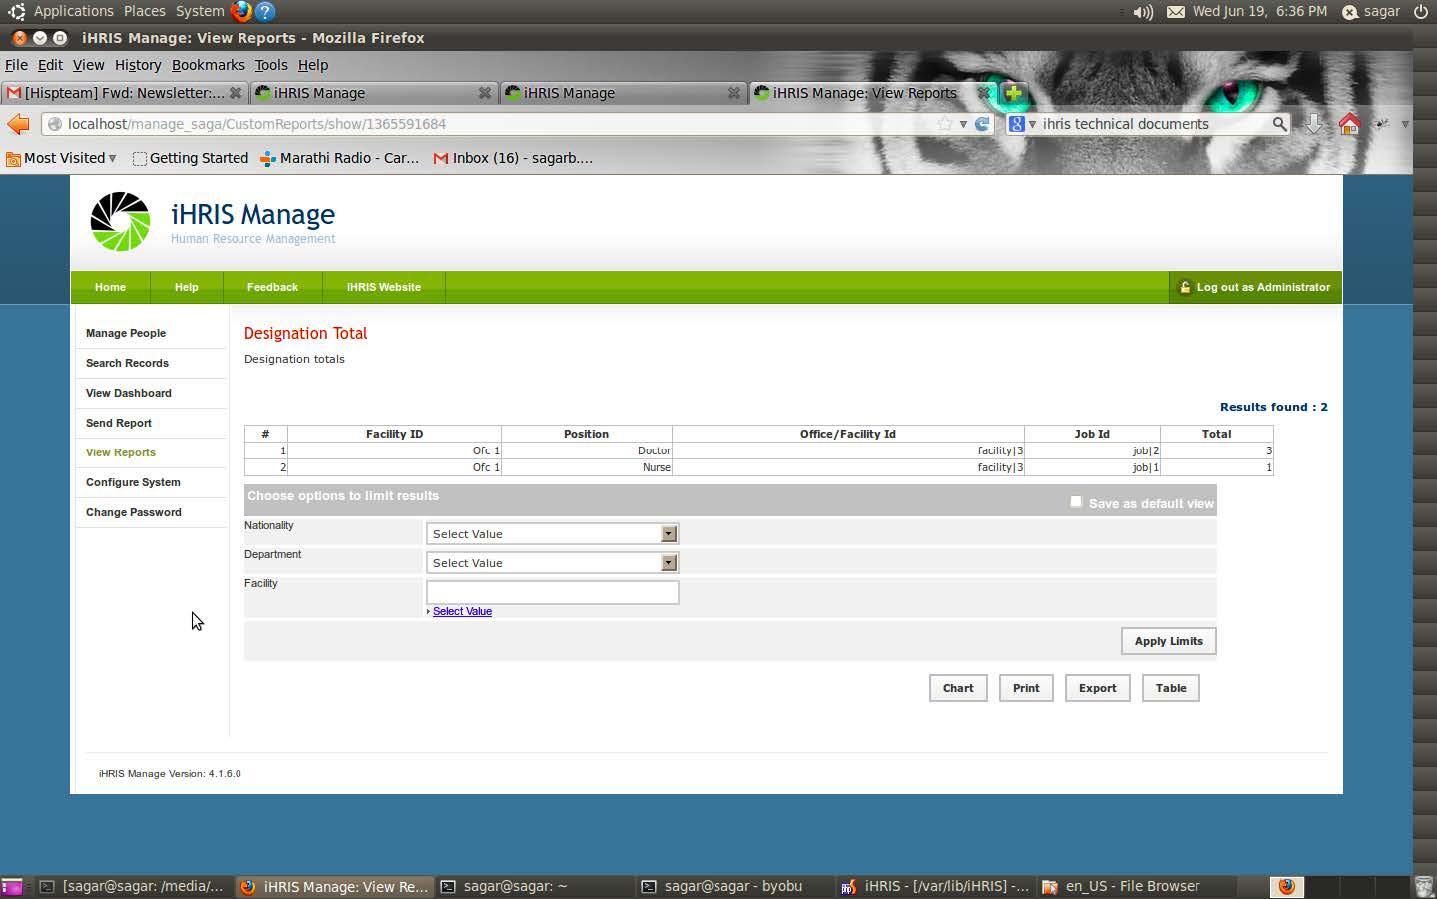 Applications Places System Wed Jun 19, 6:36 PM sagar
iHRIS Manage: View Reports - Mozilla Firefox
File Edit View History Bookmarks Tools Help
[Hispteam] Fwd: Newsletter:... iHRIS Manage iHRIS Manage iHRIS Manage: View Reports
localhost/manage_saga/CustomReports/show/1365591684 ihris technical documents
Most Visited Getting Started Marathi Radio - Car... Inbox (16) - sagarb....
iHRIS Manage
Human Resource Management
Home Help Feedback iHRIS Website Log out as Administrator
Manage People
Search Records
View Dashboard
Send Report
View Reports
Configure System
Change Password
Designation Total
Designation totals
Results found : 2
# Facility ID Position Office/Facility Id Job Id Total
1 Ofc 1 Doctor facility|3 job|2 3
2 Ofc 1 Nurse facility|3 job|1 1
Choose options to limit results Save as default view
Nationality Select Value
Department Select Value
Facility
Select Value
Apply Limits
Chart Print Export Table
iHRIS Manage Version: 4.1.6.0
[sagar@sagar: /media/... iHRIS Manage: View Re... sagar@sagar: ~ sagar@sagar - byobu iHRIS - [/var/lib/iHRIS] -... en_US - File Browser